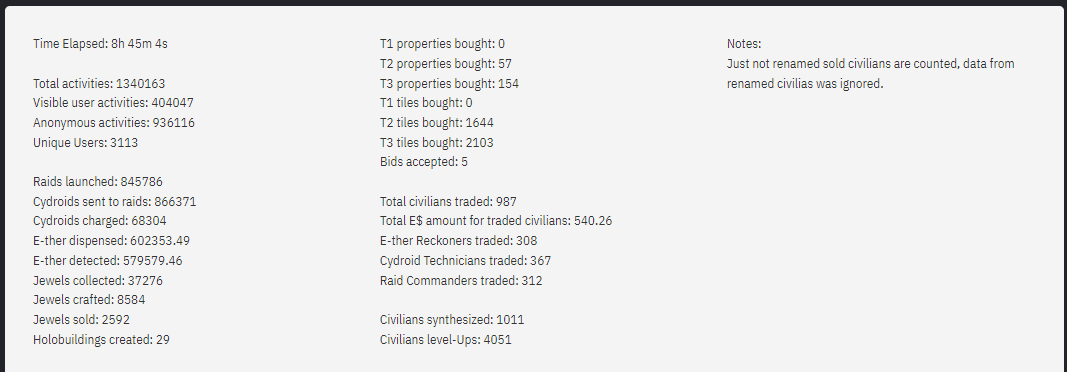 Time Elapsed: 8h 45m 4s
Total activities: 1340163
Visible user activities: 404047
Anonymous activities: 936116
Unique Users: 3113
Raids launched: 845786
Cydroids sent to raids: 866371
Cydroids charged: 68304
E-ther dispensed: 602353.49
E-ther detected: 579579.46
Jewels collected: 37276
Jewels crafted: 8584
Jewels sold: 2592
Holobuildings created: 29
T1 properties bought: 0
T2 properties bought: 57
T3 properties bought: 154
T1 tiles bought: 0
T2 tiles bought: 1644
T3 tiles bought: 2103
Bids accepted: 5
Total civilians traded: 987
Total E$ amount for traded civilians: 540.26
E-ther Reckoners traded: 308
Cydroid Technicians traded: 367
Raid Commanders traded: 312
Civilians synthesized: 1011
Civilians level-Ups: 4051
Notes:
Just not renamed sold civilians are counted, data from
renamed civilias was ignored.